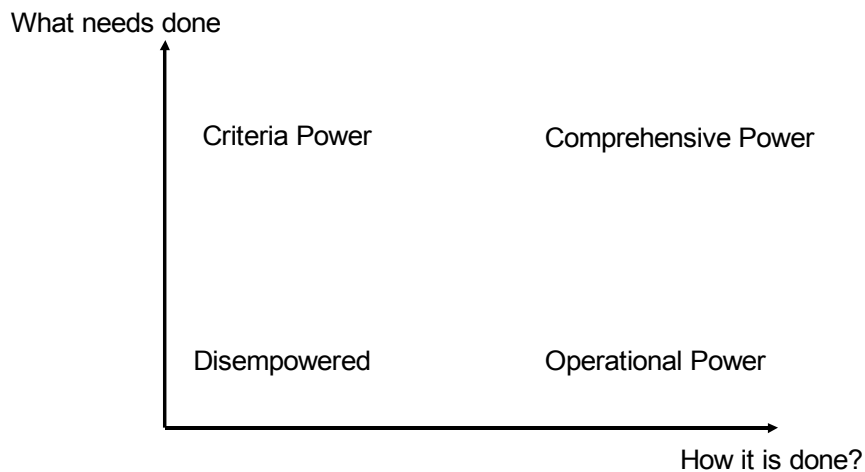 What needs done
Criteria Power
Comprehensive Power
Disempowered
Operational Power
How it is done?